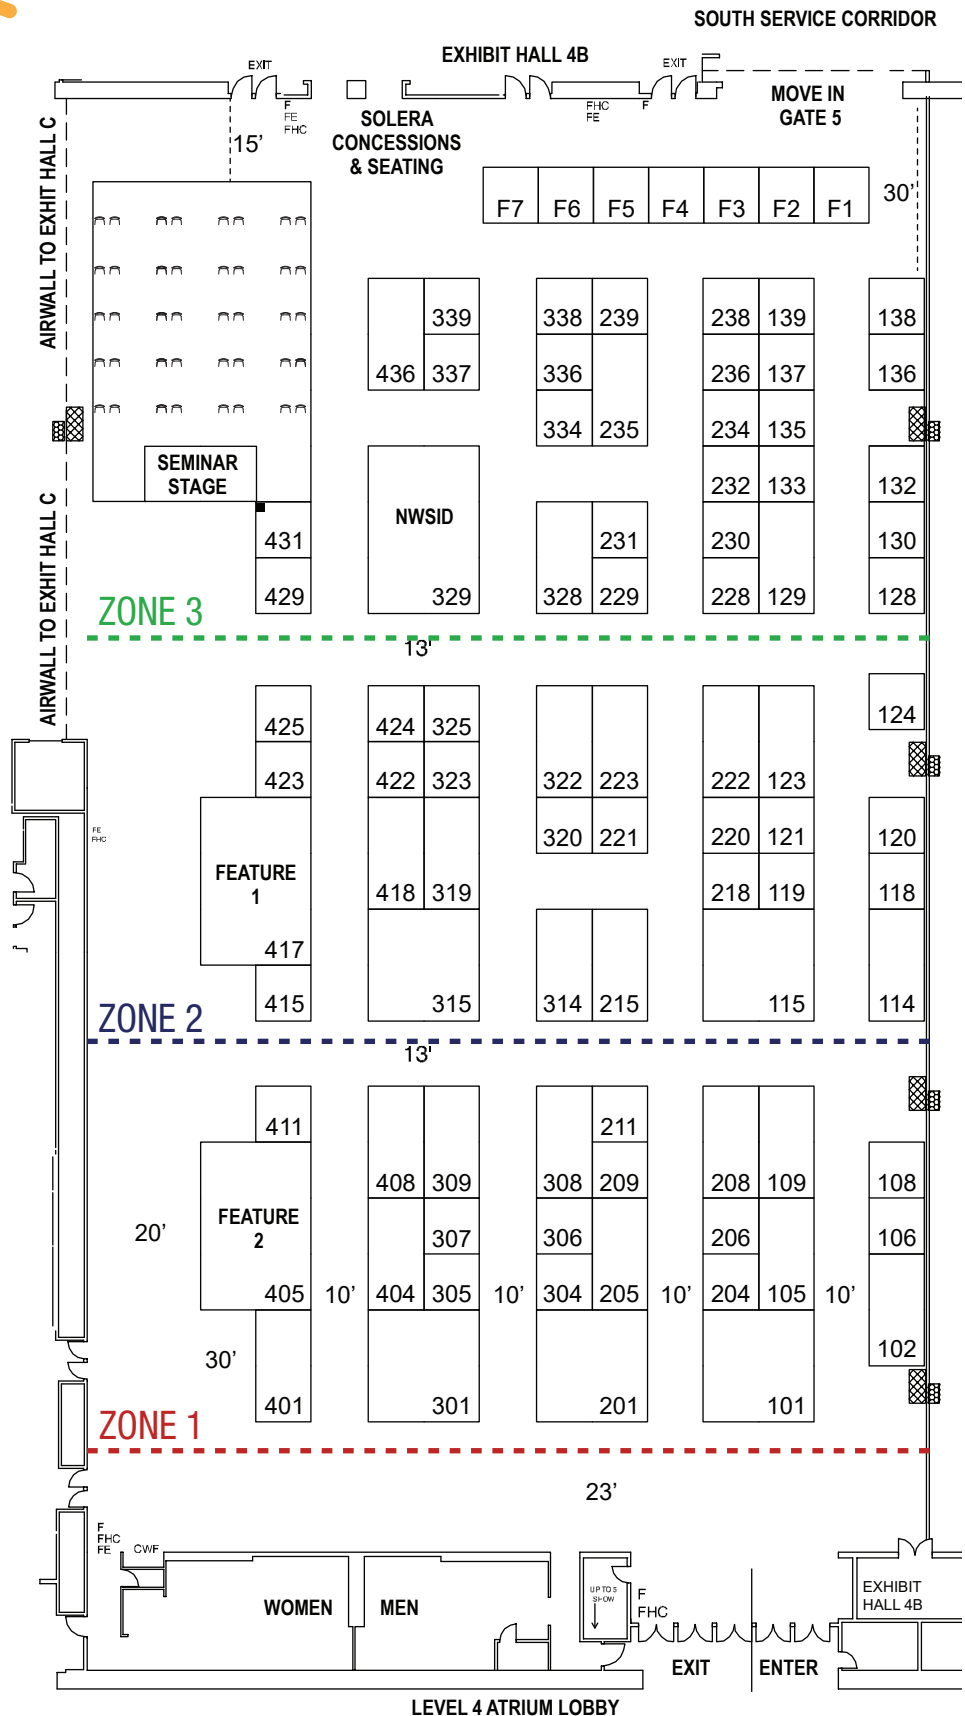 SOUTH SERVICE CORRIDOR
EXHIBIT HALL 4B
EXIT
EXIT
MOVE IN
GATE 5
F
FE
FHC
FHC
FE
F
SOLERA
CONCESSIONS
& SEATING
15'
30'
AIRWALL TO EXHIT HALL C
F7 F6 F5 F4 F3 F2 F1
339 338 239 238 139 138
436 337 336 236 137 136
334 235 234 135
SEMINAR
STAGE
232 133 132
NWSID
431 231 230 130
429 329 328 229 228 129 128
AIRWALL TO EXHIT HALL C
ZONE 3
13'
124
425 424 325
423 422 323 322 223 222 123
FE
FHC
320 221 220 121 120
FEATURE
1
418 319 218 119 118
417
415 315 314 215 115 114
ZONE 2
13'
411 211
408 309 308 209 208 109 108
FEATURE
2
20'
307 306 206 106
405 10' 404 305 10' 304 205 10' 204 105 10'
30'
102
401 301 201 101
ZONE 1
23'
F
FHC
FE
CWF
WOMEN
MEN
UP TO 5
SHOW
F
FHC
EXHIBIT
HALL 4B
EXIT
ENTER
LEVEL 4 ATRIUM LOBBY